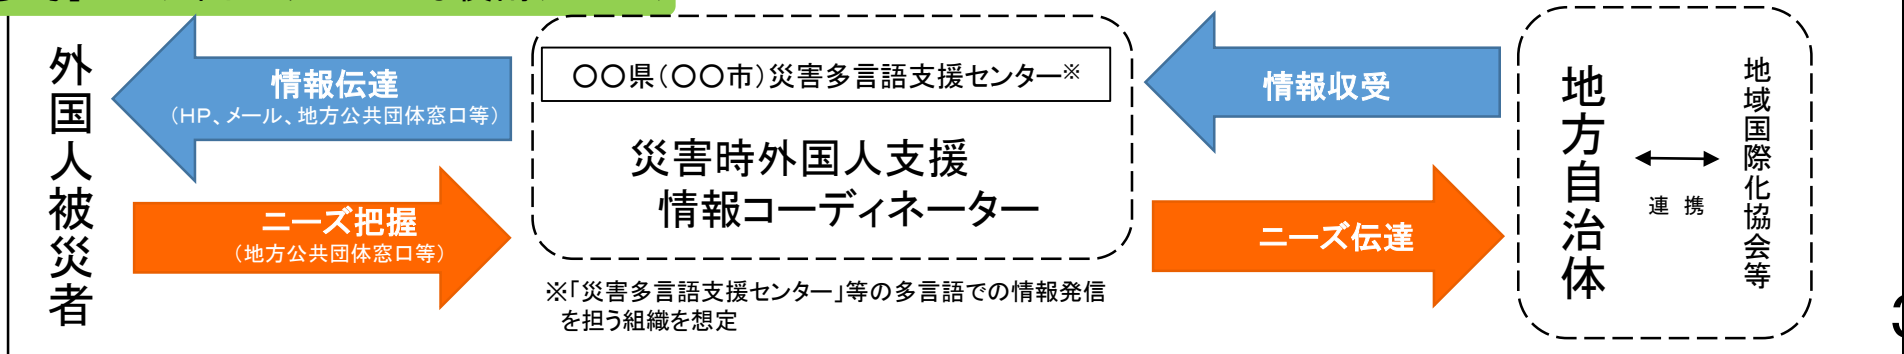 外国人被災者
情報伝達
(HP、メール、地方公共団体窓口等)
ニーズ把握
(地方公共団体窓口等)
〇〇県(〇〇市)災害多言語支援センター※
災害時外国人支援
情報コーディネーター
※「災害多言語支援センター」等の多言語での情報発信
を担う組織を想定
情報収受
ニーズ伝達
地方自治体
連 携
地域国際化協会等